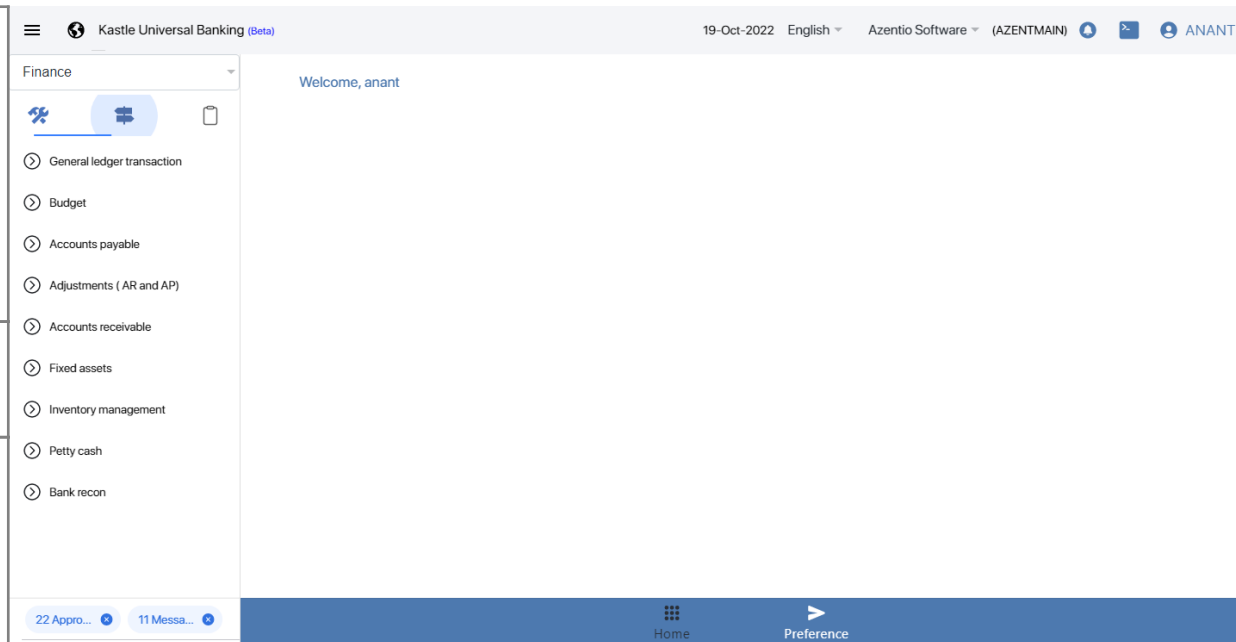 Kastle Universal Banking (Beta) 19-Oct-2022 English Azentio Software (AZENTMAIN) ANANT
Finance
Welcome, anant
General ledger transaction
Budget
Accounts payable
Adjustments ( AR and AP)
Accounts receivable
Fixed assets
Inventory management
Petty cash
Bank recon
22 Appro... 11 Messa...
Home Preference